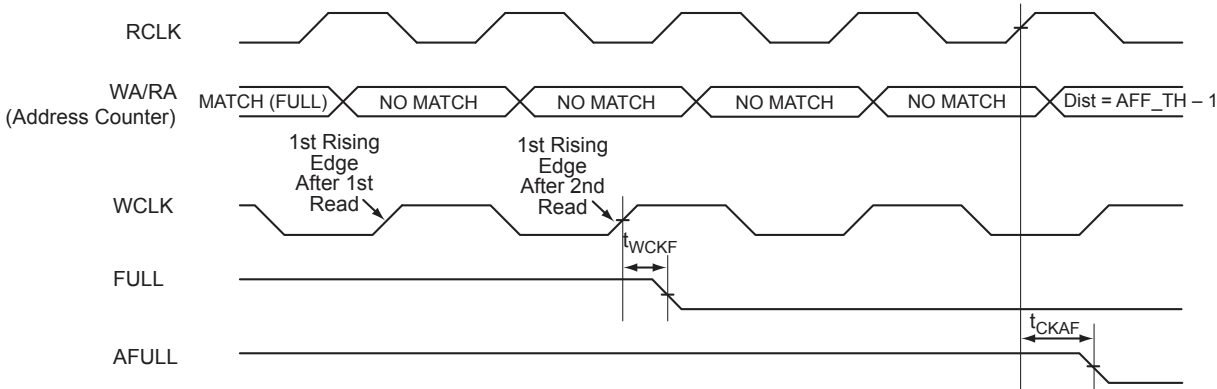 RCLK
WA/RA
(Address Counter)
MATCH (FULL)
NO MATCH
NO MATCH
NO MATCH
NO MATCH
Dist = AFF_TH – 1
1st Rising
Edge
After 1st
Read
1st Rising
Edge
After 2nd
Read
WCLK
tWCKF
FULL
tCKAF
AFULL